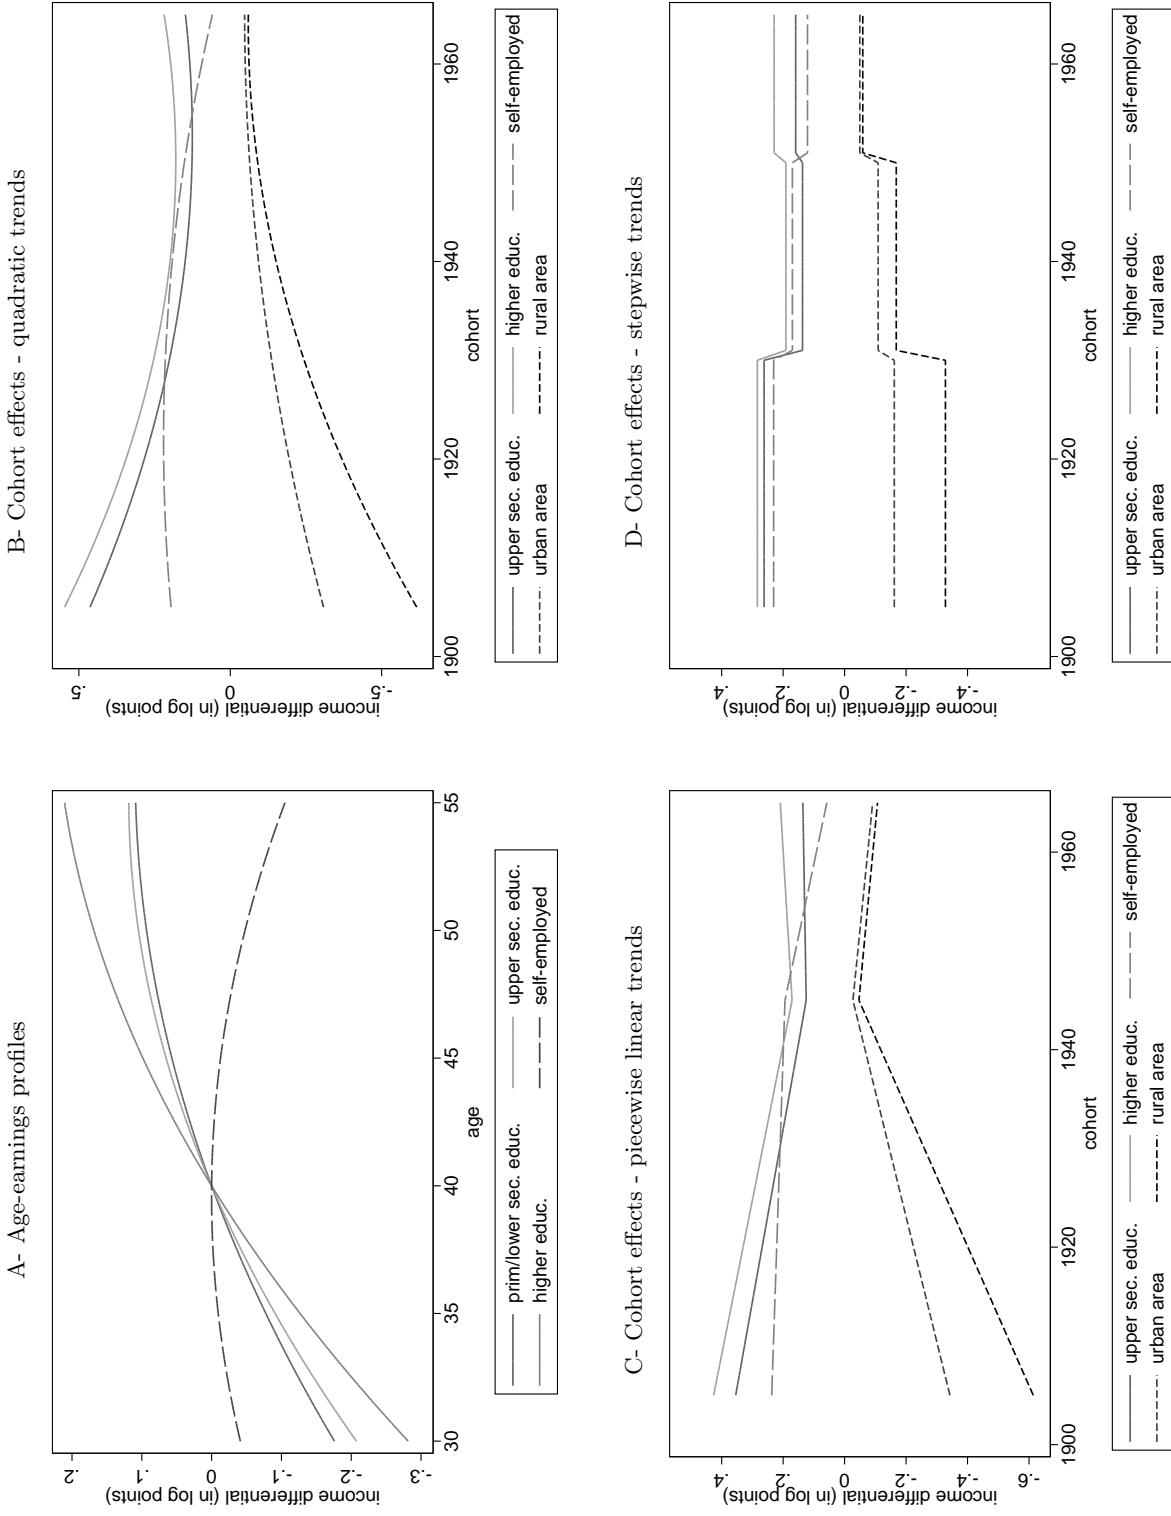 A- Age-earnings profiles
income differential (in log points)
.2
.1
0
-.1
-.2
-.3
30
35
40
45
50
55
age
prim/lower sec. educ.
upper sec. educ.
higher educ.
self-employed
B- Cohort effects - quadratic trends
income differential (in log points)
.5
0
-.5
1900
1920
1940
1960
cohort
upper sec. educ.
higher educ.
self-employed
urban area
rural area
C- Cohort effects - piecewise linear trends
income differential (in log points)
.4
.2
0
-.2
-.4
-.6
1900
1920
1940
1960
cohort
upper sec. educ.
higher educ.
self-employed
urban area
rural area
D- Cohort effects - stepwise trends
income differential (in log points)
.4
.2
0
-.2
-.4
1900
1920
1940
1960
cohort
upper sec. educ.
higher educ.
self-employed
urban area
rural area